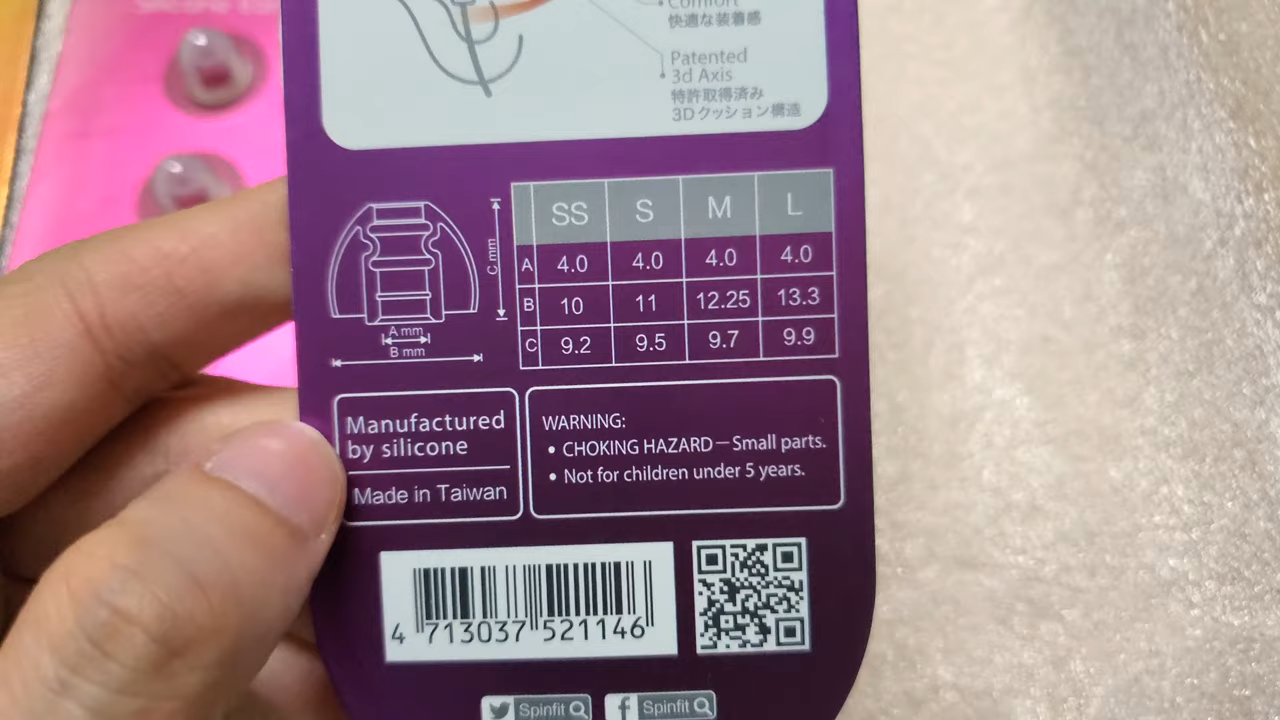 Comfort
快適な装着感
Patented
3d Axis
特許取得済み
3Dクッション構造
SS S M L
A 4.0 4.0 4.0 4.0
B 10 11 12.25 13.3
C 9.2 9.5 9.7 9.9
C mm
A mm
B mm
Manufactured
by silicone
Made in Taiwan
WARNING:
• CHOKING HAZARD－Small parts.
• Not for children under 5 years.
4 713037 521146
Spinfit
Spinfit